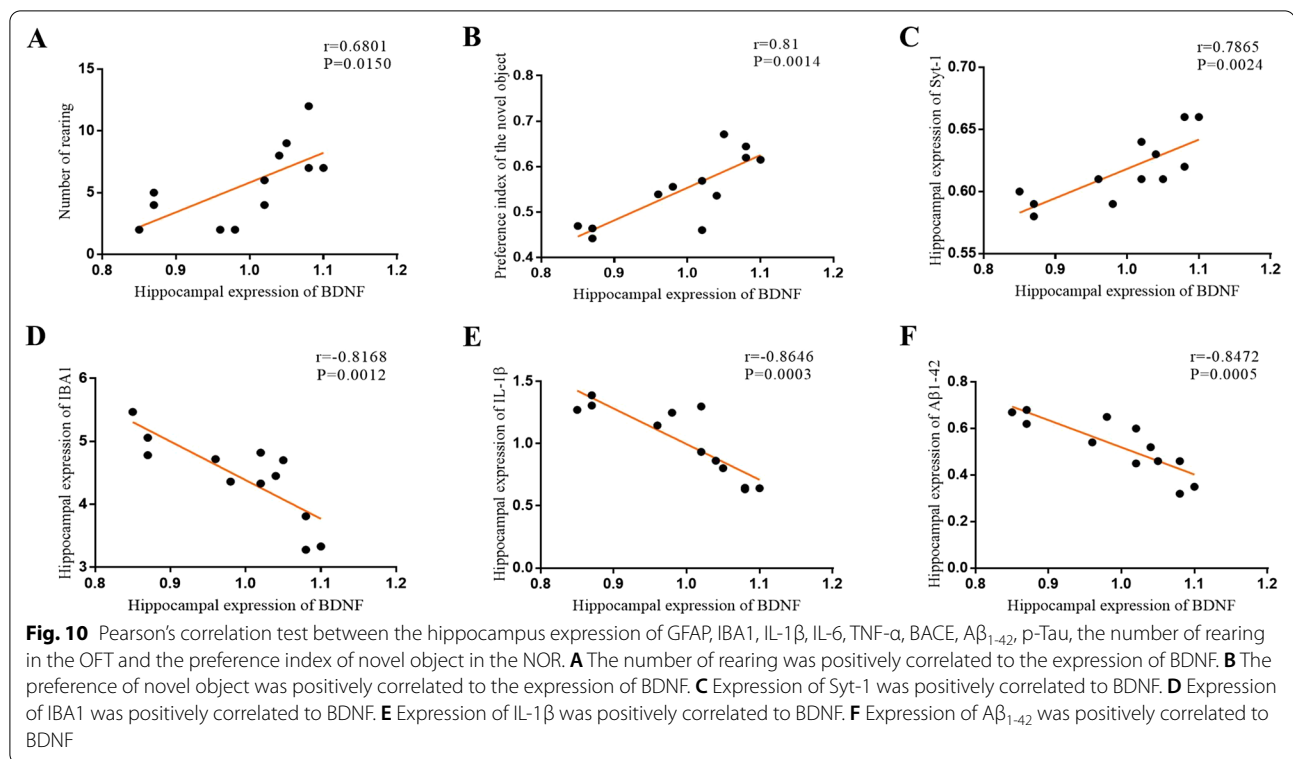 A
r=0.6801
P=0.0150
15
10
5
0
Number of rearing
0.8 0.9 1.0 1.1 1.2
Hippocampal expression of BDNF
B
r=0.81
P=0.0014
0.8
0.7
0.6
0.5
0.4
Preference index of the novel object
0.8 0.9 1.0 1.1 1.2
Hippocampal expression of BDNF
C
r=0.7865
P=0.0024
0.70
0.65
0.60
0.55
Hippocampal expression of Syt-1
0.8 0.9 1.0 1.1 1.2
Hippocampal expression of BDNF
D
r=-0.8168
P=0.0012
6
5
4
3
Hippocampal expression of IBA1
0.8 0.9 1.0 1.1 1.2
Hippocampal expression of BDNF
E
r=-0.8646
P=0.0003
1.5
1.0
0.5
0.0
Hippocampal expression of IL-1β
0.8 0.9 1.0 1.1 1.2
Hippocampal expression of BDNF
F
r=-0.8472
P=0.0005
0.8
0.6
0.4
0.2
0.0
Hippocampal expression of Aβ1-42
0.8 0.9 1.0 1.1 1.2
Hippocampal expression of BDNF
Fig. 10 Pearson's correlation test between the hippocampus expression of GFAP, IBA1, IL-1β, IL-6, TNF-α, BACE, Aβ1-42, p-Tau, the number of rearing
in the OFT and the preference index of novel object in the NOR. A The number of rearing was positively correlated to the expression of BDNF. B The
preference of novel object was positively correlated to the expression of BDNF. C Expression of Syt-1 was positively correlated to BDNF. D Expression
of IBA1 was positively correlated to BDNF. E Expression of IL-1β was positively correlated to BDNF. F Expression of Aβ1-42 was positively correlated to
BDNF